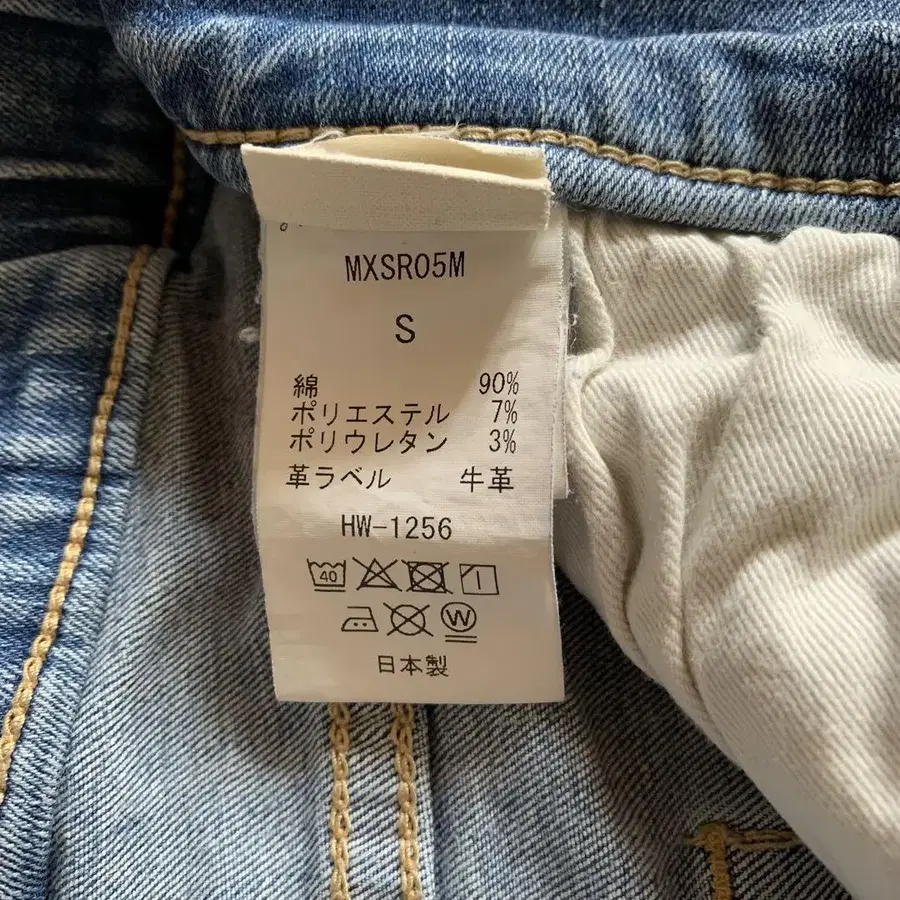 MXSR05M
S
綿 90%
ポリエステル 7%
ポリウレタン 3%
革ラベル 牛革
HW-1256
40
W
日本製